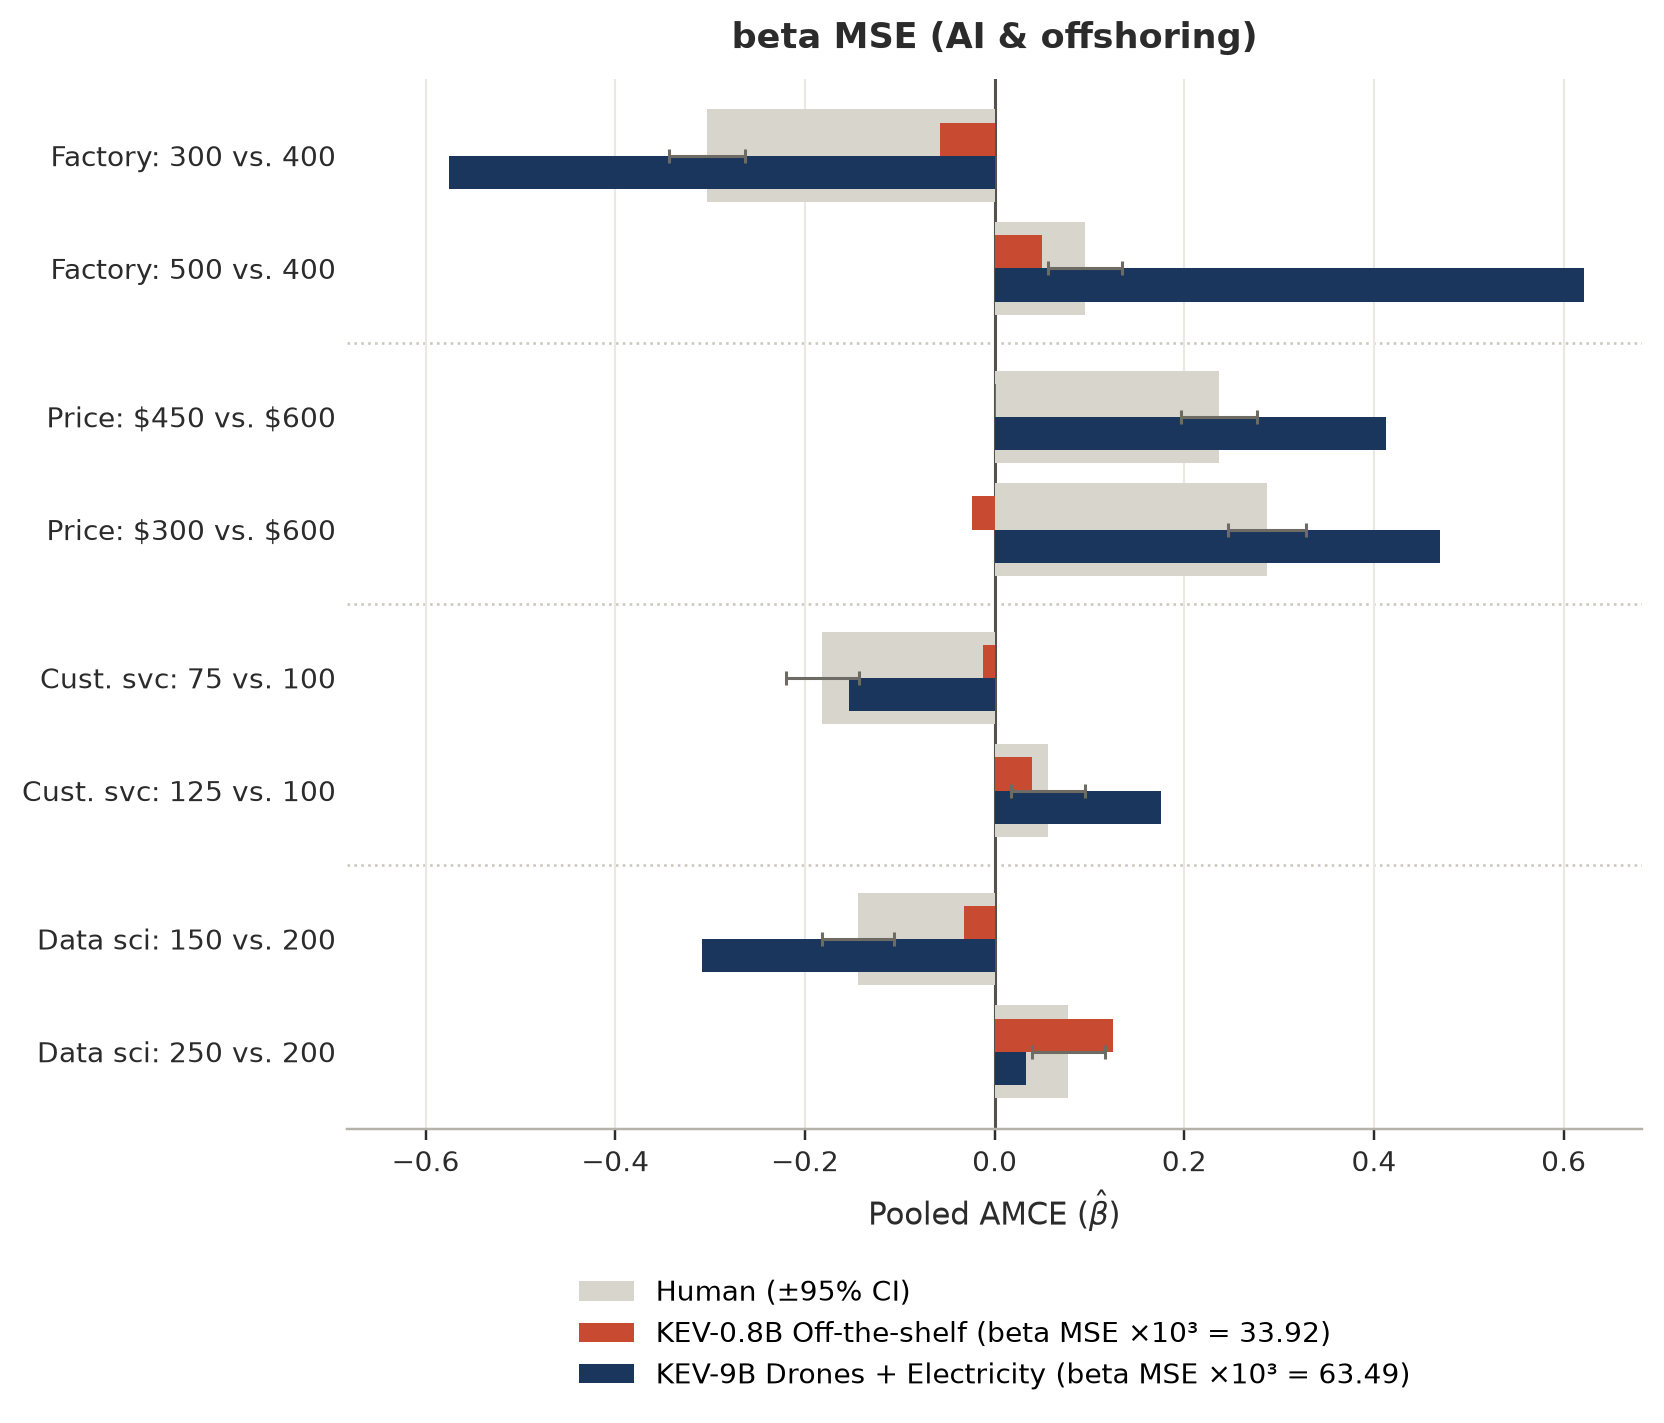 beta MSE (AI & offshoring)
Factory: 300 vs. 400
Factory: 500 vs. 400
Price: $450 vs. $600
Price: $300 vs. $600
Cust. svc: 75 vs. 100
Cust. svc: 125 vs. 100
Data sci: 150 vs. 200
Data sci: 250 vs. 200
−0.6 −0.4 −0.2 0.0 0.2 0.4 0.6
Pooled AMCE (β̂)
Human (±95% CI)
KEV-0.8B Off-the-shelf (beta MSE ×10³ = 33.92)
KEV-9B Drones + Electricity (beta MSE ×10³ = 63.49)